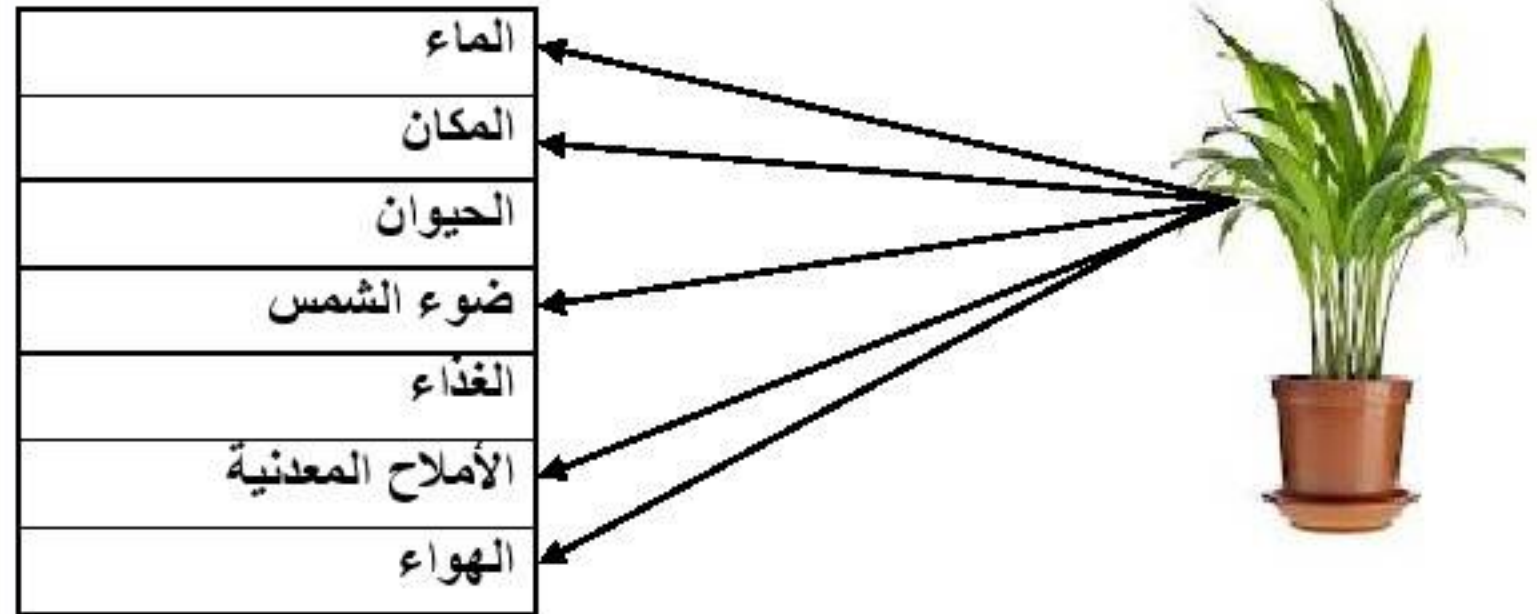 الماء
المكان
الحيوان
ضوء الشمس
الغذاء
الأملاح المعدنية
الهواء